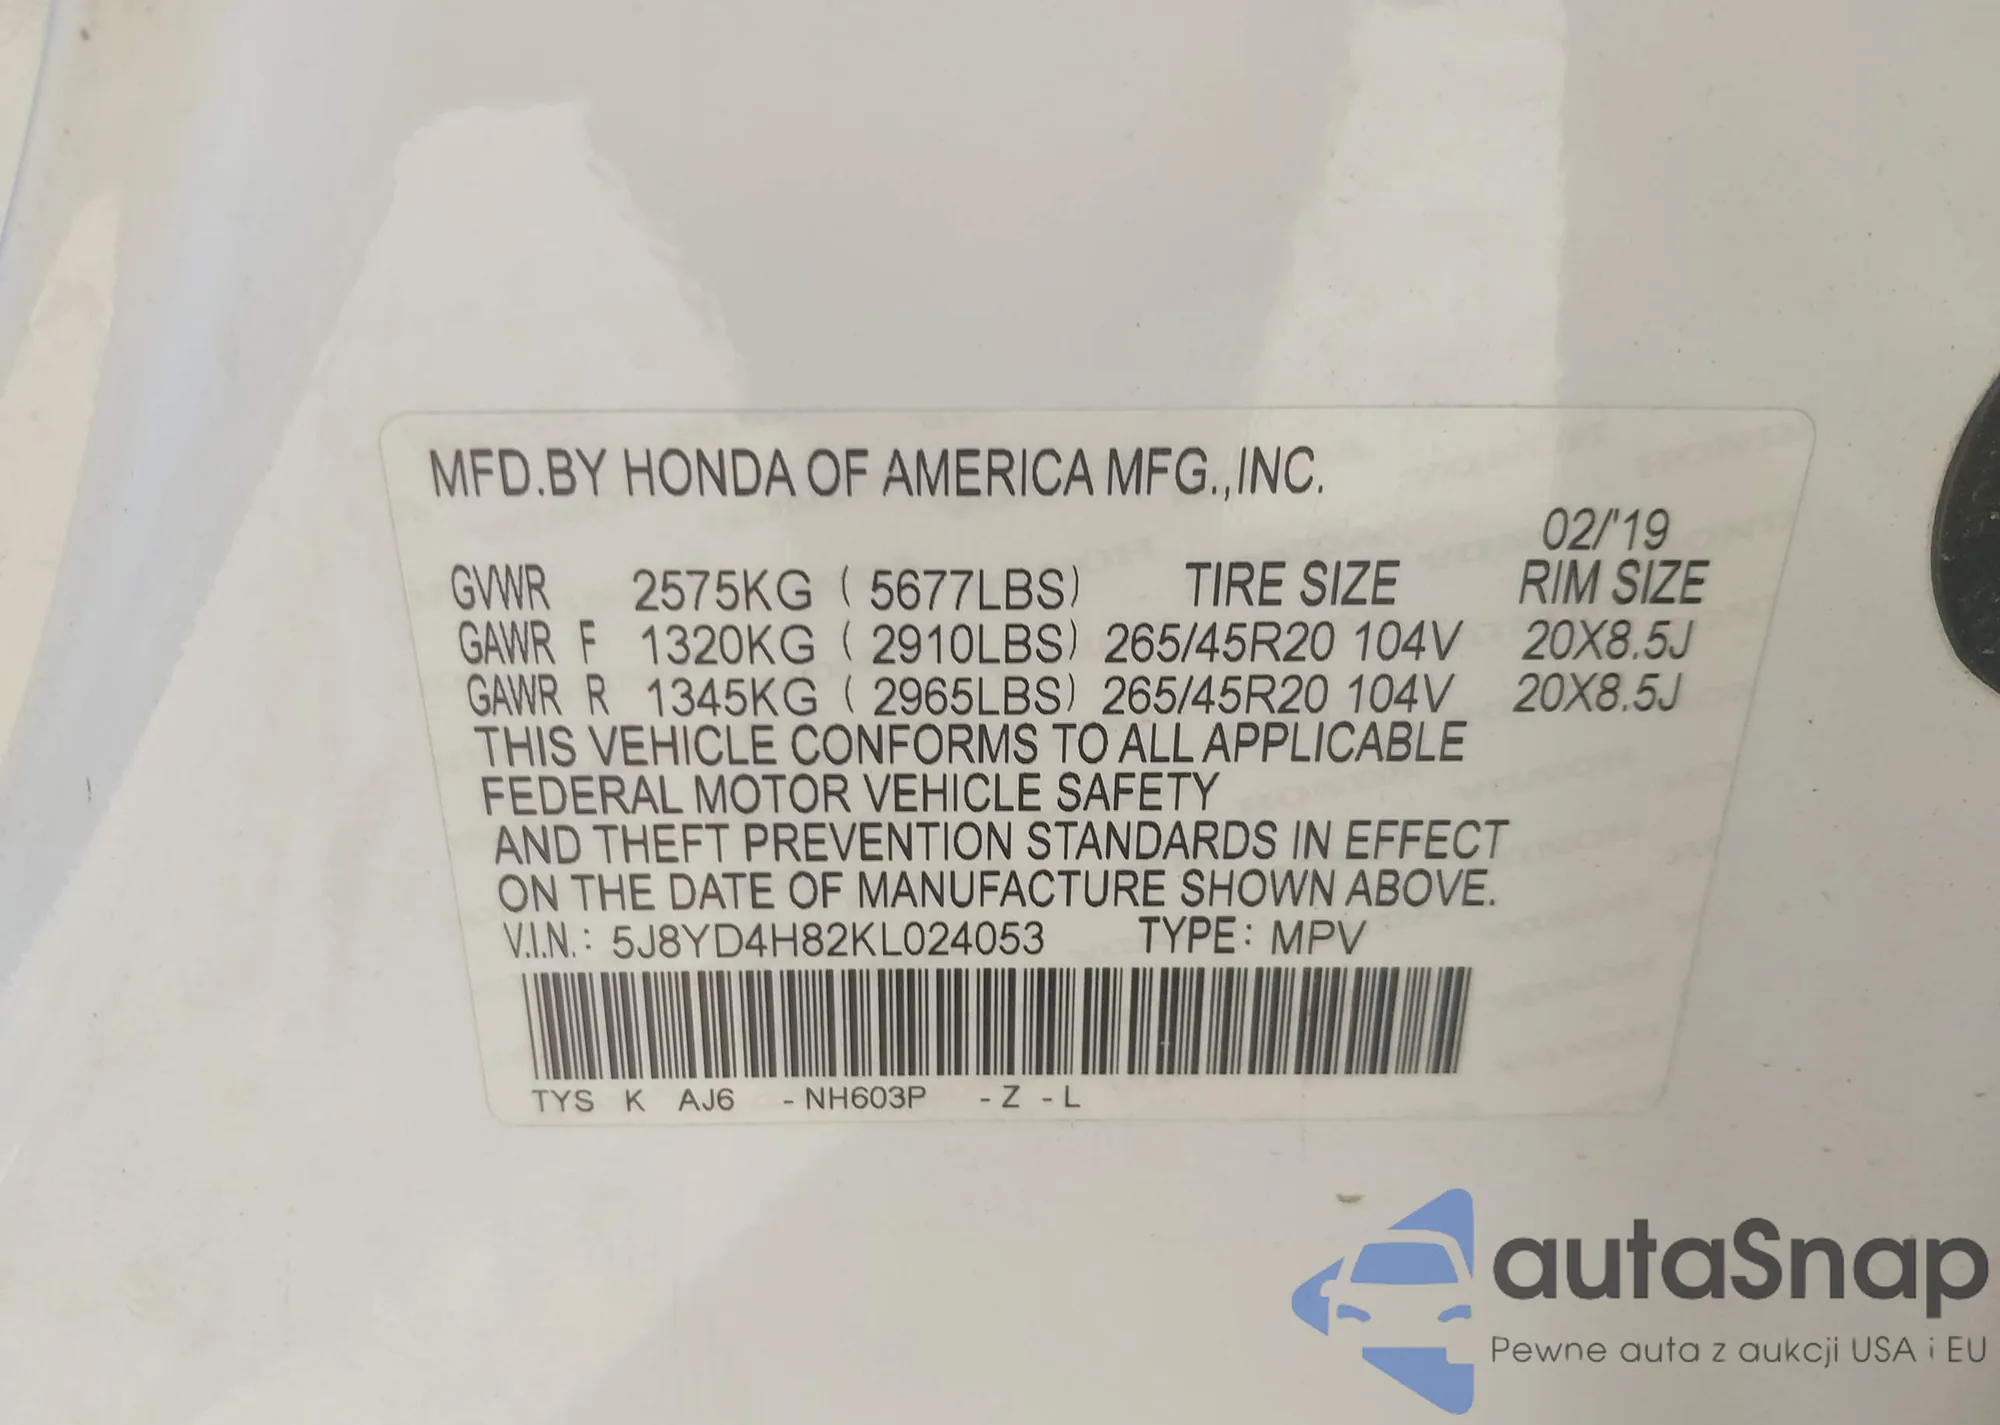 MFD.BY HONDA OF AMERICA MFG.,INC.
02/'19
GVWR 2575KG ( 5677LBS) TIRE SIZE RIM SIZE
GAWR F 1320KG ( 2910LBS) 265/45R20 104V 20X8.5J
GAWR R 1345KG ( 2965LBS) 265/45R20 104V 20X8.5J
THIS VEHICLE CONFORMS TO ALL APPLICABLE
FEDERAL MOTOR VEHICLE SAFETY
AND THEFT PREVENTION STANDARDS IN EFFECT
ON THE DATE OF MANUFACTURE SHOWN ABOVE.
V.I.N.: 5J8YD4H82KL024053 TYPE: MPV
TYS K AJ6 -NH603P -Z -L
autaSnap
Pewne auta z aukcji USA i EU